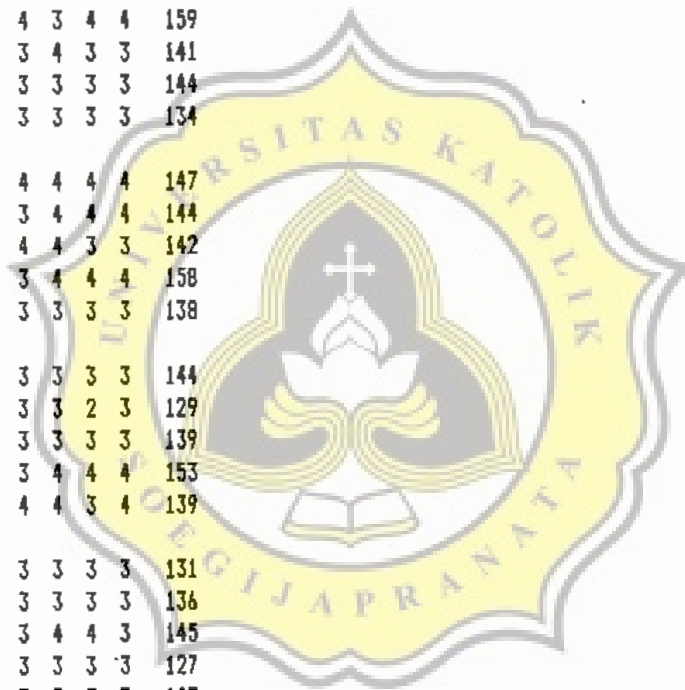 4 3 4 4 159
3 4 3 3 141
3 3 3 3 144
3 3 3 3 134
4 4 4 4 147
3 4 4 4 144
4 4 3 3 142
3 4 4 4 158
3 3 3 3 138
3 3 3 3 144
3 3 2 3 129
3 3 3 3 139
3 4 4 4 153
4 4 3 4 139
3 3 3 3 131
3 3 3 3 136
3 4 4 3 145
3 3 3 3 127
UNIVERSITAS KATOLIK
SOEGIJAPRANATA